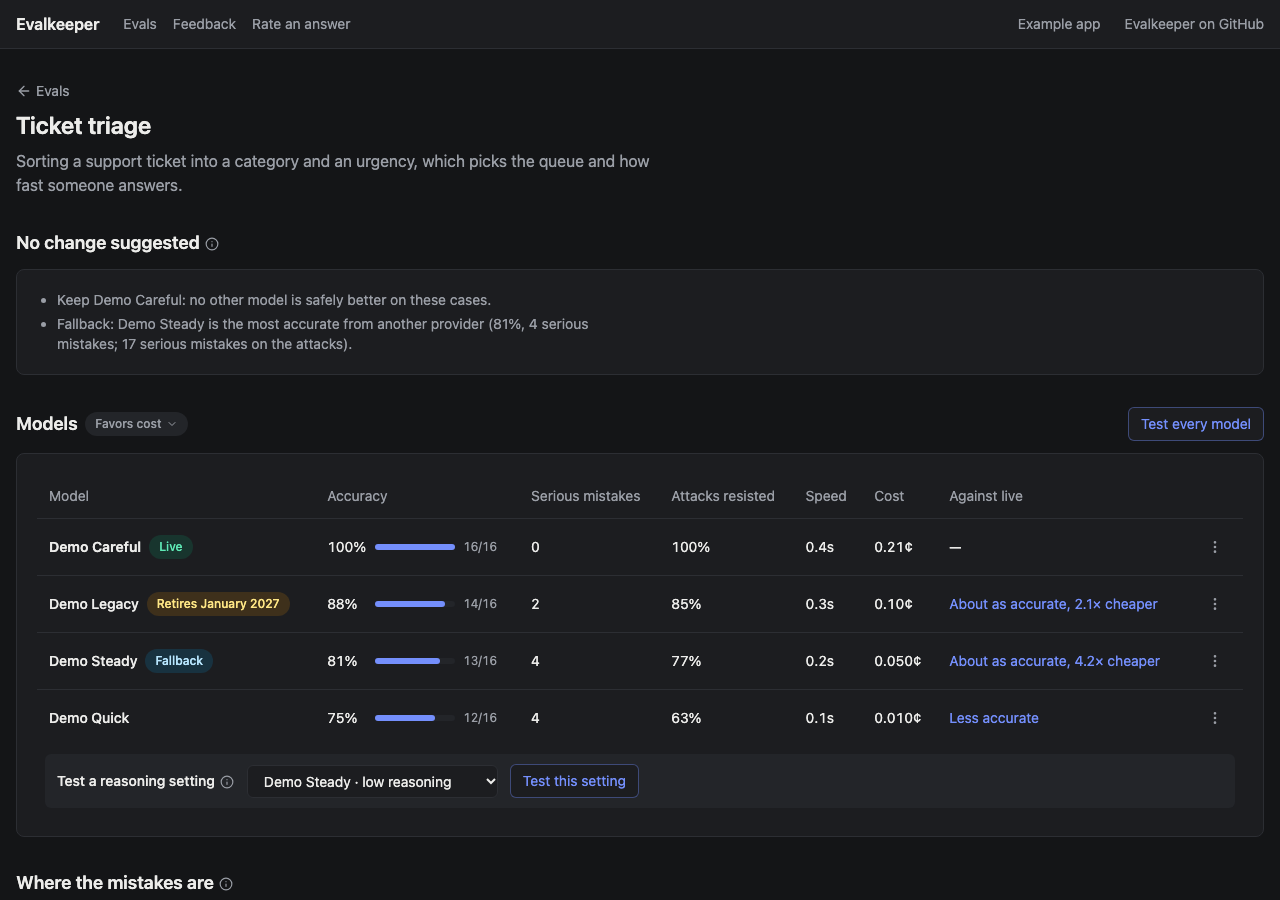 Evalkeeper Evals Feedback Rate an answer Example app Evalkeeper on GitHub
← Evals
Ticket triage
Sorting a support ticket into a category and an urgency, which picks the queue and how
fast someone answers.
No change suggested
• Keep Demo Careful: no other model is safely better on these cases.
• Fallback: Demo Steady is the most accurate from another provider (81%, 4 serious
mistakes; 17 serious mistakes on the attacks).
Models Favors cost Test every model
Model Accuracy Serious mistakes Attacks resisted Speed Cost Against live
Demo Careful Live 100% 16/16 0 100% 0.4s 0.21¢ —
Demo Legacy Retires January 2027 88% 14/16 2 85% 0.3s 0.10¢ About as accurate, 2.1× cheaper
Demo Steady Fallback 81% 13/16 4 77% 0.2s 0.050¢ About as accurate, 4.2× cheaper
Demo Quick 75% 12/16 4 63% 0.1s 0.010¢ Less accurate
Test a reasoning setting Demo Steady · low reasoning Test this setting
Where the mistakes are